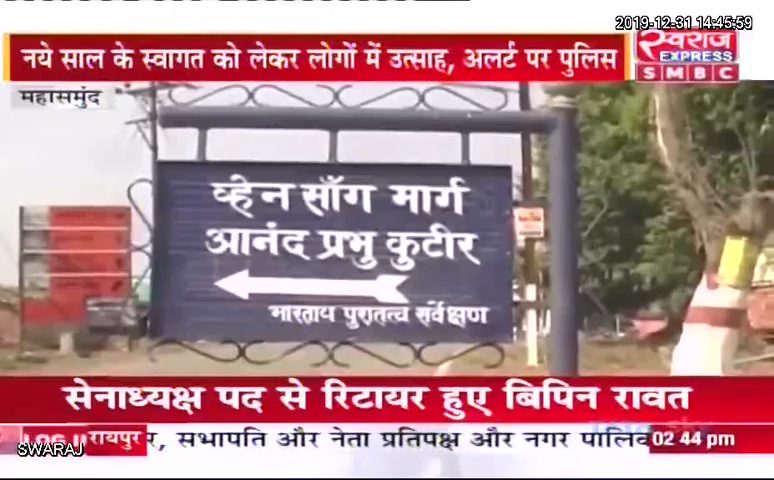 2019-12-31 14:45:59
नये साल के स्वागत को लेकर लोगों में उत्साह, अलर्ट पर पुलिस
स्वराज
EXPRESS
SMBC
महासमुंद
व्हेन साँग मार्ग
आनंद प्रभु कुटीर
भारतीय पुरातत्व सर्वेक्षण
सेनाध्यक्ष पद से रिटायर हुए बिपिन रावत
रायपुर र, सभापति और नेता प्रतिपक्ष और नगर पालिक 02:44 pm
SWARAJ